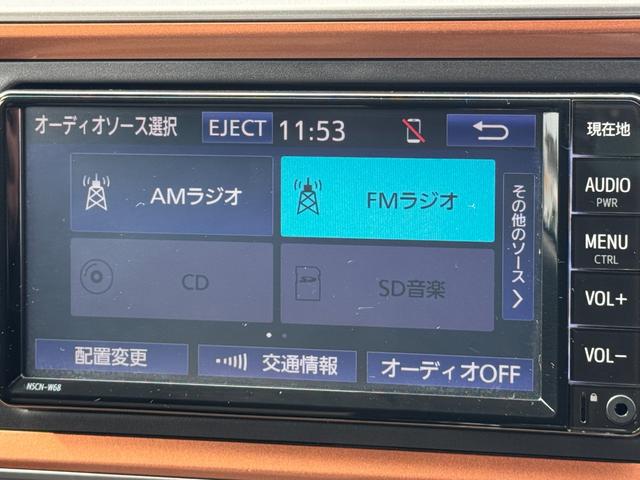 オーディオソース選択 EJECT 11:53
AMラジオ FMラジオ
CD SD音楽
その他のソース
配置変更 交通情報 オーディオOFF
NSCN-W68
現在地
AUDIO
PWR
MENU
CTRL
VOL+
VOL-